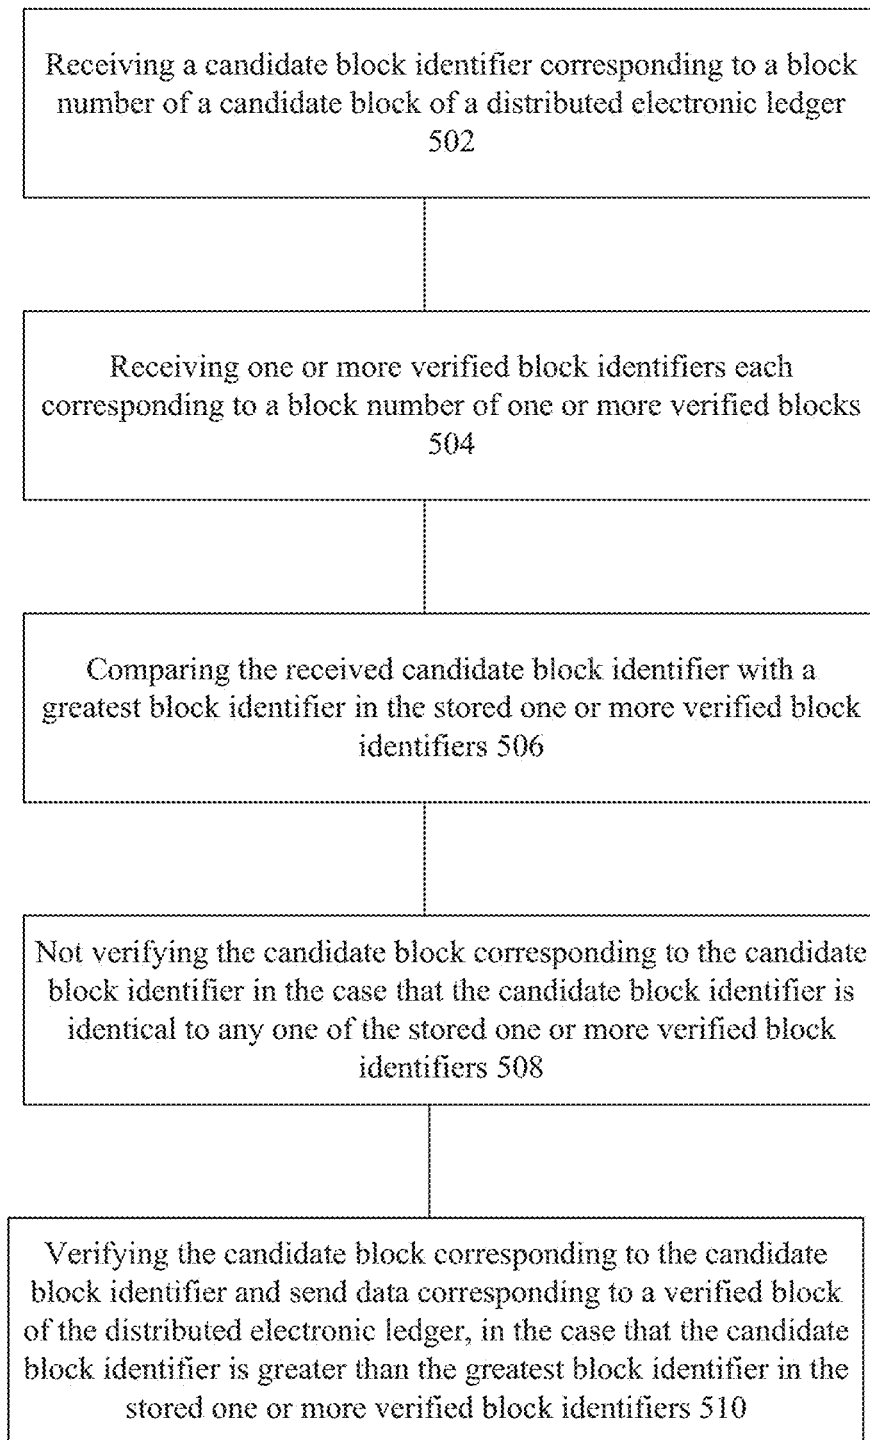 Receiving a candidate block identifier corresponding to a block
number of a candidate block of a distributed electronic ledger
502
Receiving one or more verified block identifiers each
corresponding to a block number of one or more verified blocks
504
Comparing the received candidate block identifier with a
greatest block identifier in the stored one or more verified block
identifiers 506
Not verifying the candidate block corresponding to the candidate
block identifier in the case that the candidate block identifier is
identical to any one of the stored one or more verified block
identifiers 508
Verifying the candidate block corresponding to the candidate
block identifier and send data corresponding to a verified block
of the distributed electronic ledger, in the case that the candidate
block identifier is greater than the greatest block identifier in the
stored one or more verified block identifiers 510